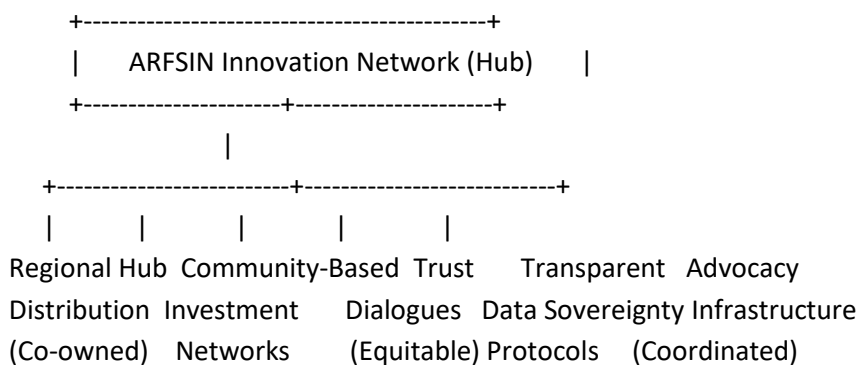 +---------------------------------------------+
|     ARFSIN Innovation Network (Hub)     |
+----------------------+----------------------+
|
+--------------------------+----------------------------+
|     |     |     |     |
Regional Hub  Community-Based  Trust     Transparent  Advocacy
Distribution  Investment     Dialogues  Data Sovereignty Infrastructure
(Co-owned)   Networks     (Equitable) Protocols   (Coordinated)